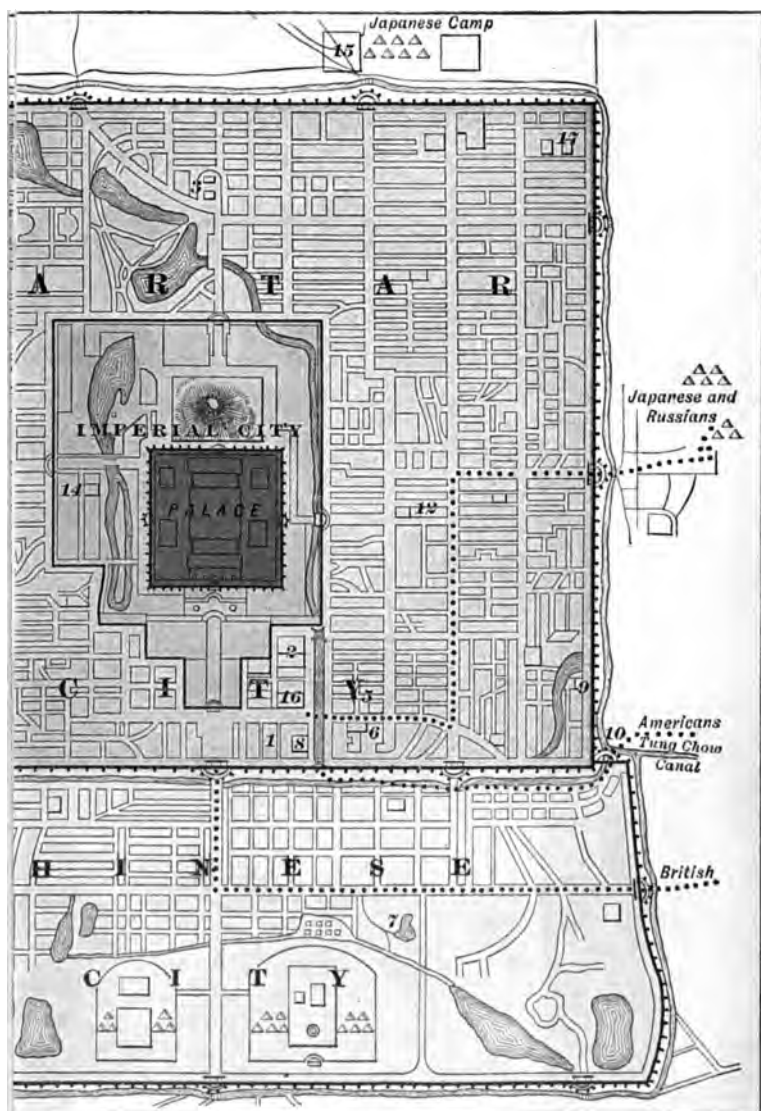 Japanese Camp
15
17
3
A R T A R
Japanese and
Russians
IMPERIAL CITY
14
PALACE
12
2
C I T Y
5
16
9
6
10
Americans
1
8
Tung Chow
Canal
H I N E S E
British
7
C I T Y